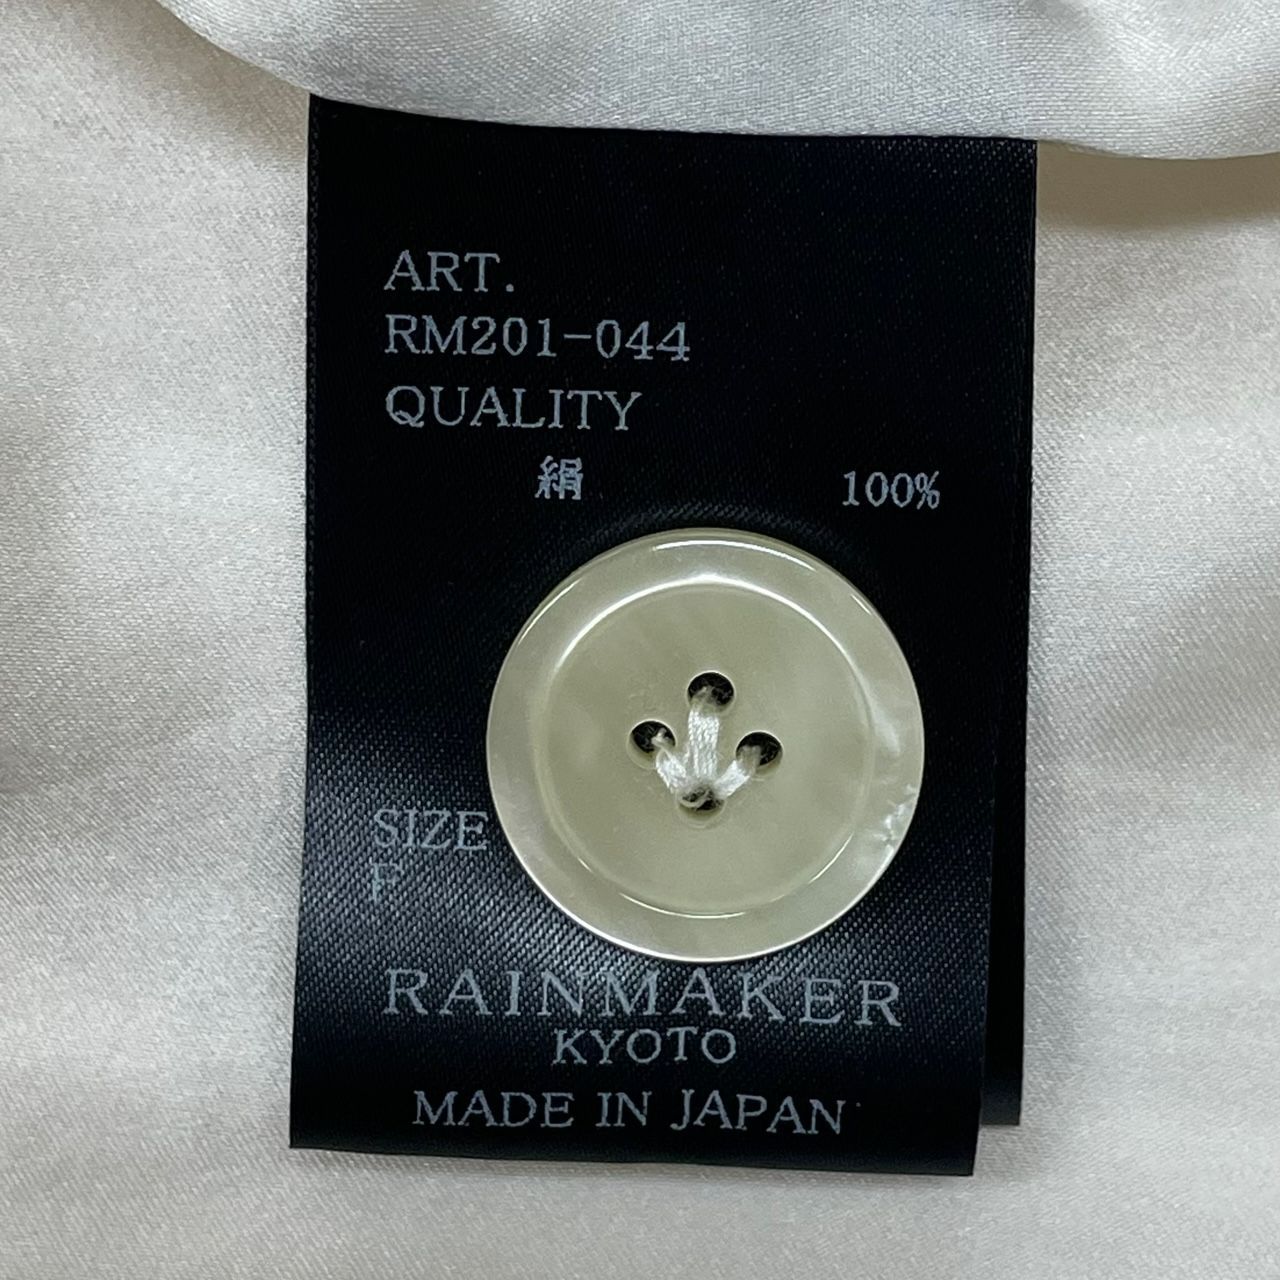 ART.
RM201-044
QUALITY
絹 100%
SIZE
F
RAINMAKER
KYOTO
MADE IN JAPAN